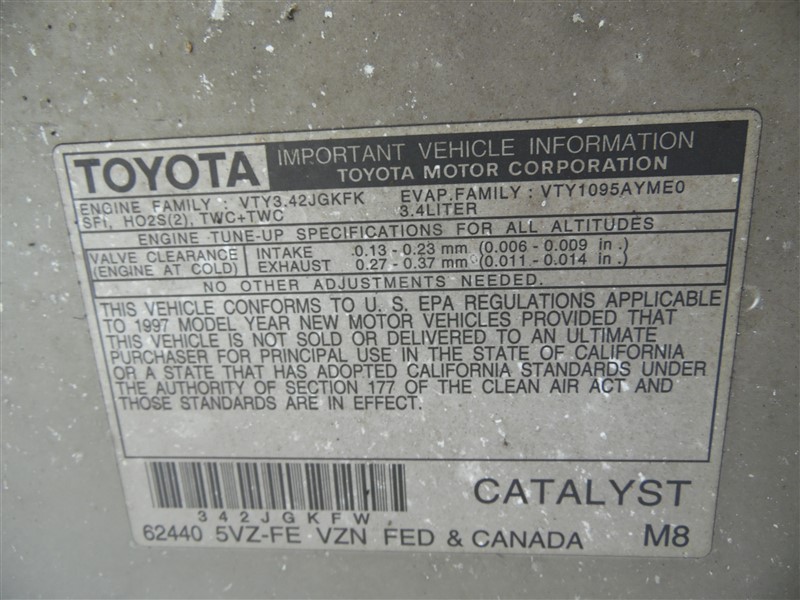 TOYOTA IMPORTANT VEHICLE INFORMATION
TOYOTA MOTOR CORPORATION
ENGINE FAMILY : VTY3.42JGKFK EVAP.FAMILY : VTY1095AYME0
SFI, HO2S(2), TWC+TWC 3.4LITER
ENGINE TUNE-UP SPECIFICATIONS FOR ALL ALTITUDES
VALVE CLEARANCE INTAKE 0.13 - 0.23 mm (0.006 - 0.009 in .)
(ENGINE AT COLD) EXHAUST 0.27 - 0.37 mm (0.011 - 0.014 in .)
NO OTHER ADJUSTMENTS NEEDED.
THIS VEHICLE CONFORMS TO U. S. EPA REGULATIONS APPLICABLE
TO 1997 MODEL YEAR NEW MOTOR VEHICLES PROVIDED THAT
THIS VEHICLE IS NOT SOLD OR DELIVERED TO AN ULTIMATE
PURCHASER FOR PRINCIPAL USE IN THE STATE OF CALIFORNIA
OR A STATE THAT HAS ADOPTED CALIFORNIA STANDARDS UNDER
THE AUTHORITY OF SECTION 177 OF THE CLEAN AIR ACT AND
THOSE STANDARDS ARE IN EFFECT.
CATALYST
342JGKFW
62440 5VZ-FE VZN FED & CANADA M8